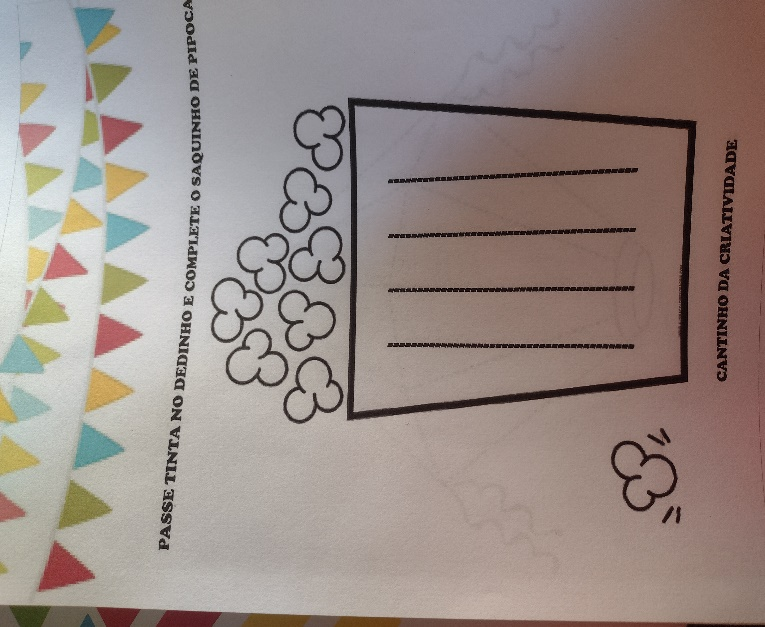 PASSE TINTA NO DEDINHO E COMPLETE O SAQUINHO DE PIPOCA
CANTINHO DA CRIATIVIDADE